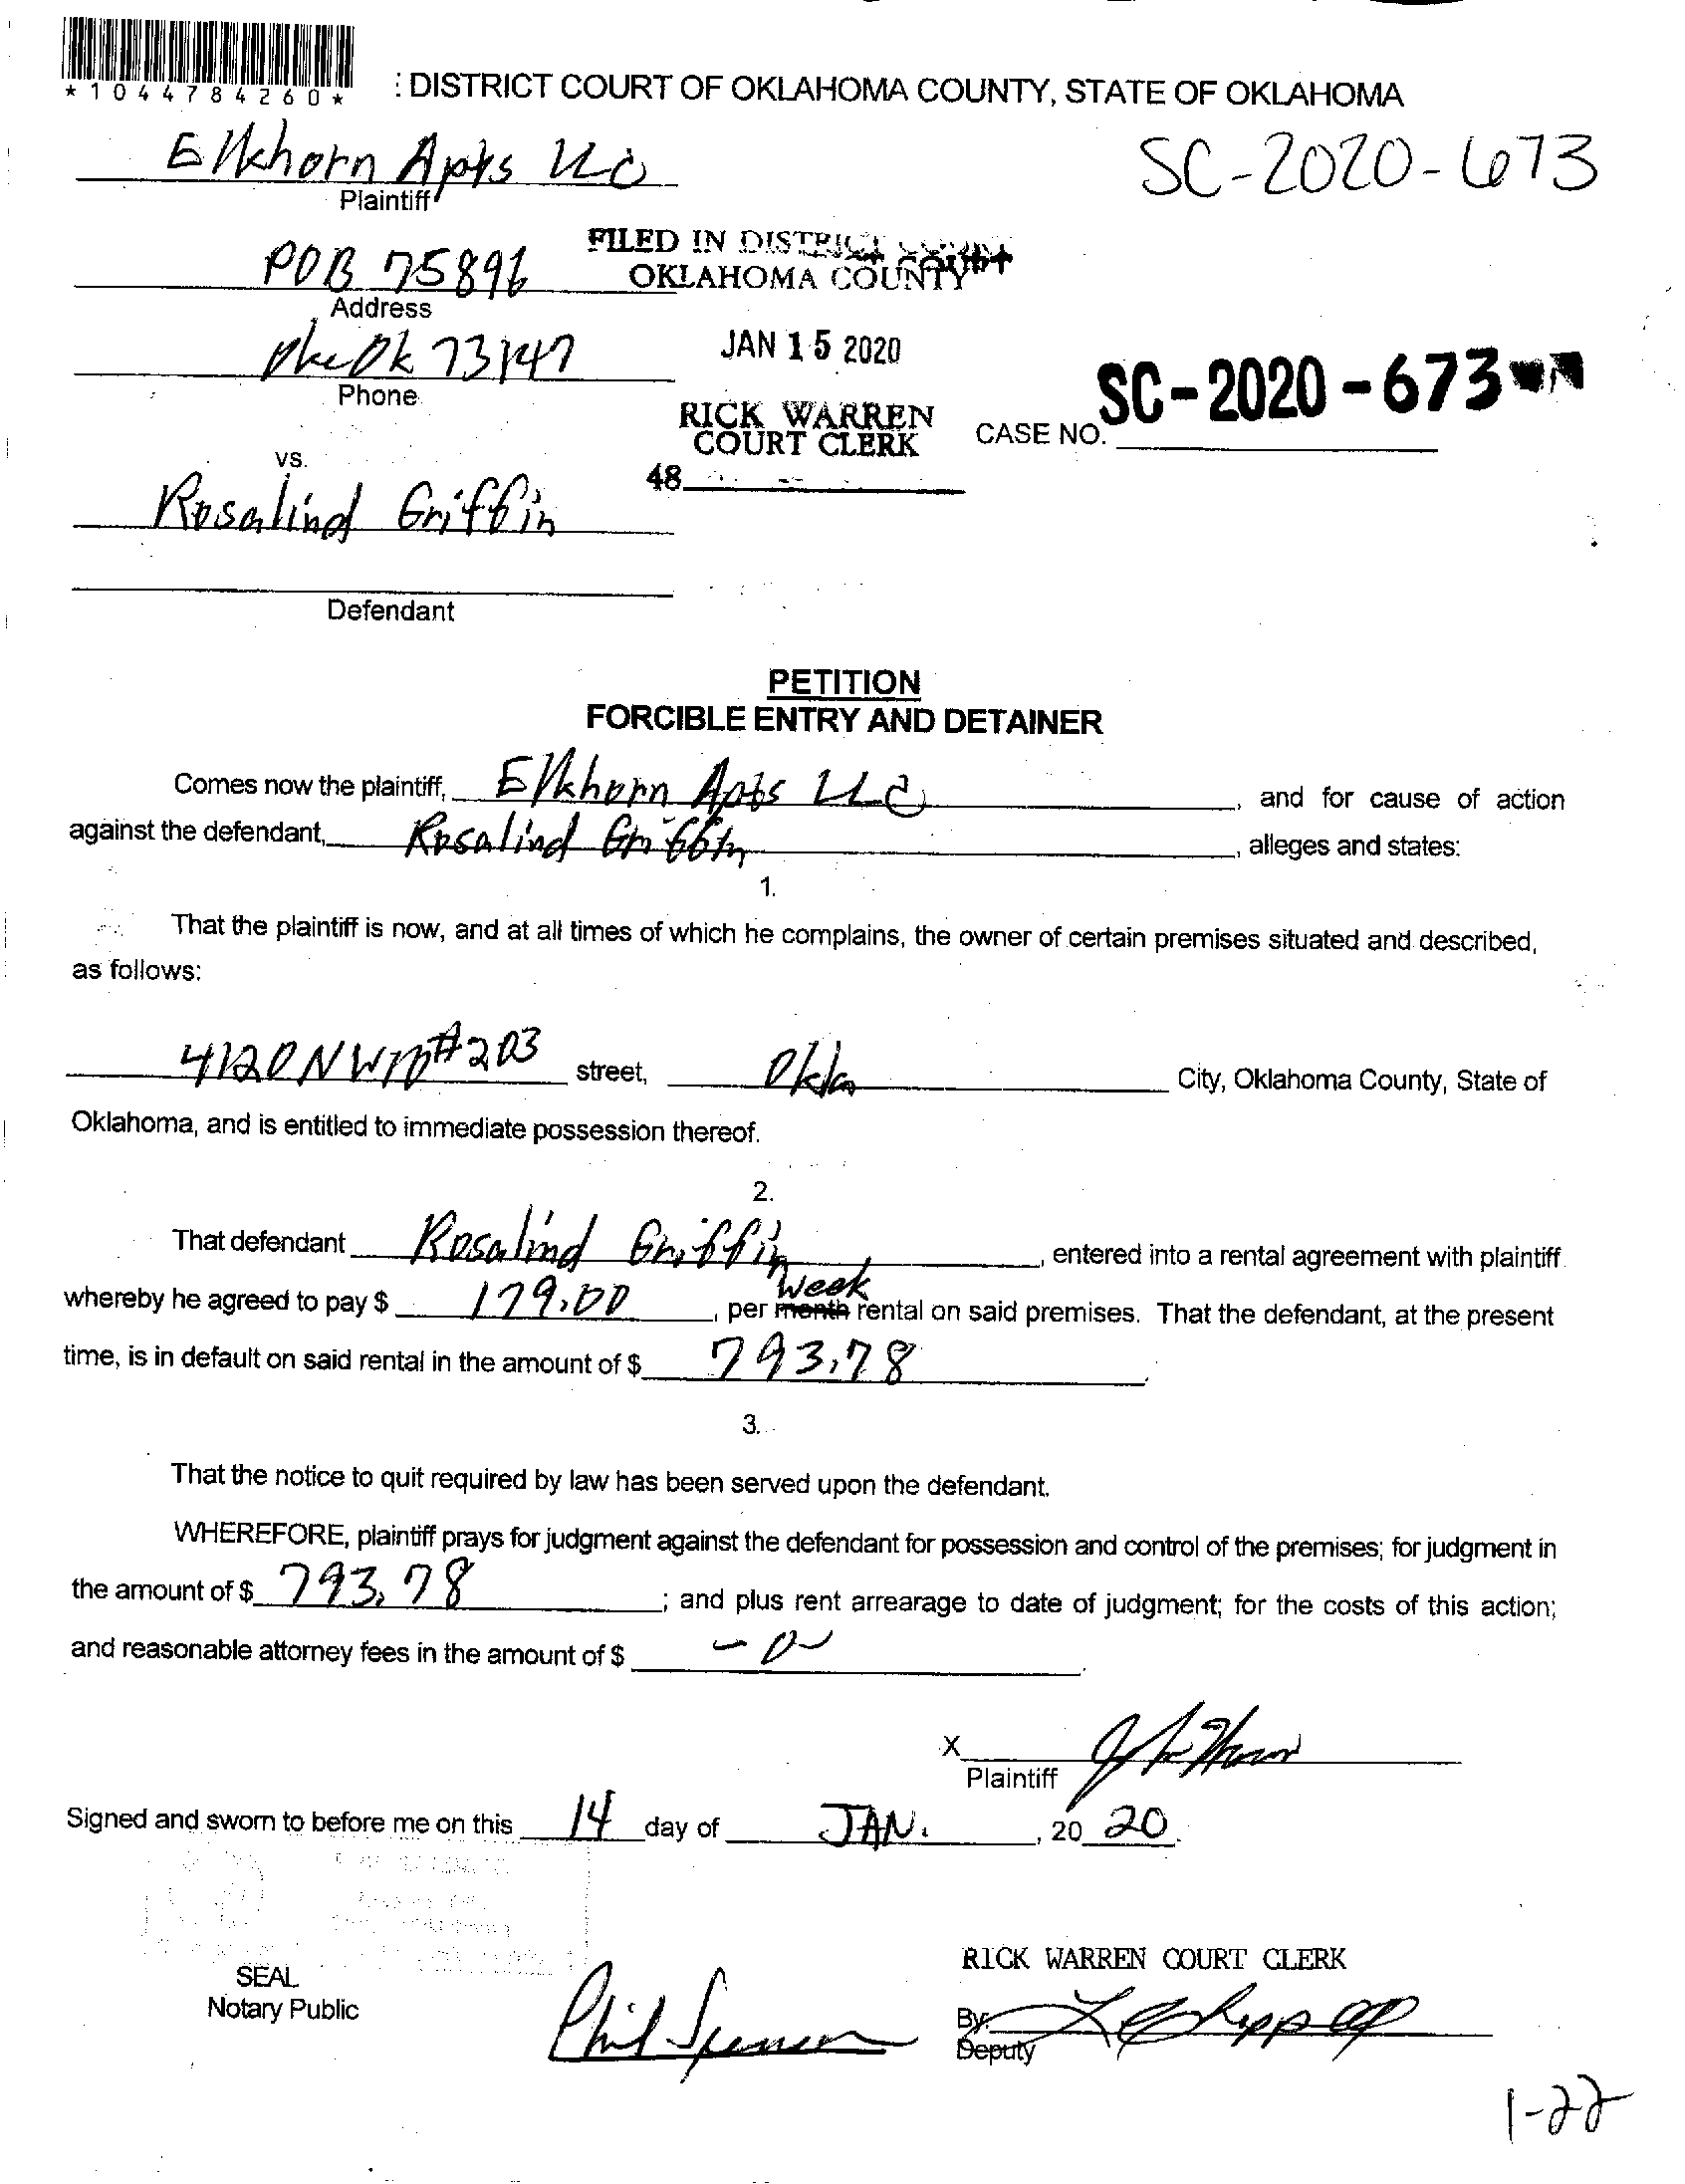 *1044784260*
: DISTRICT COURT OF OKLAHOMA COUNTY, STATE OF OKLAHOMA
Elkhorn Apts LLC
SC-2020-673
Plaintiff
FILED IN DISTRICT COURT
POB 75896
OKLAHOMA COUNTY
Address
JAN 15 2020
Okc Ok 73147
Phone
SC-2020-673
RICK WARREN
COURT CLERK
CASE NO.
vs.
48
Rosalind Griffin
Defendant
PETITION
FORCIBLE ENTRY AND DETAINER
Comes now the plaintiff, Elkhorn Apts LLC, and for cause of action
against the defendant, Rosalind Griffin, alleges and states:
1.
That the plaintiff is now, and at all times of which he complains, the owner of certain premises situated and described,
as follows:
4120 NW10 #203 street, Okla City, Oklahoma County, State of
Oklahoma, and is entitled to immediate possession thereof.
2.
That defendant Rosalind Griffin, entered into a rental agreement with plaintiff
week
whereby he agreed to pay $ 179.00, per month rental on said premises. That the defendant, at the present
time, is in default on said rental in the amount of $ 793.78.
3.
That the notice to quit required by law has been served upon the defendant.
WHEREFORE, plaintiff prays for judgment against the defendant for possession and control of the premises; for judgment in
the amount of $ 793.78; and plus rent arrearage to date of judgment; for the costs of this action;
and reasonable attorney fees in the amount of $ -0-.
X
Plaintiff
Signed and sworn to before me on this 14 day of JAN., 2020.
RICK WARREN COURT CLERK
SEAL
Notary Public
Phil Spencer
By:
Deputy
1-22